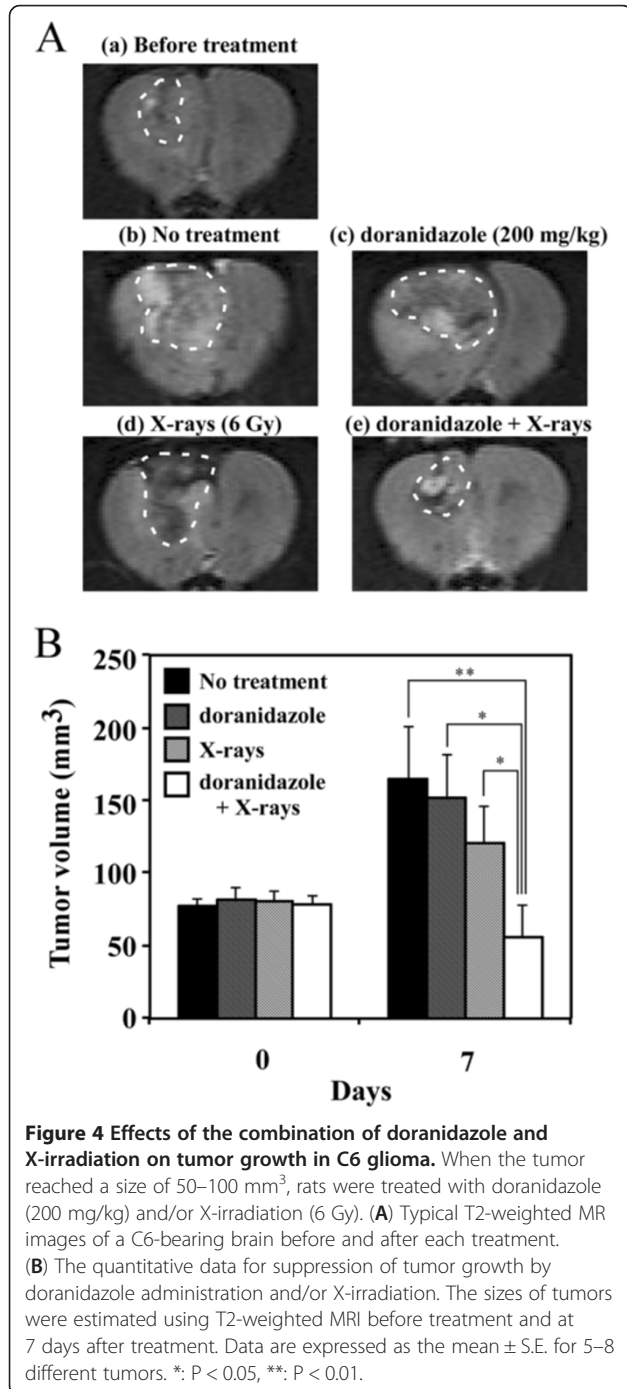 A
(a) Before treatment
(b) No treatment
(c) doranidazole (200 mg/kg)
(d) X-rays (6 Gy)
(e) doranidazole + X-rays
B
250
200
150
100
50
0
Tumor volume (mm³)
No treatment
doranidazole
X-rays
doranidazole
+ X-rays
**
*
*
0
7
Days
Figure 4 Effects of the combination of doranidazole and
X-irradiation on tumor growth in C6 glioma. When the tumor
reached a size of 50–100 mm³, rats were treated with doranidazole
(200 mg/kg) and/or X-irradiation (6 Gy). (A) Typical T2-weighted MR
images of a C6-bearing brain before and after each treatment.
(B) The quantitative data for suppression of tumor growth by
doranidazole administration and/or X-irradiation. The sizes of tumors
were estimated using T2-weighted MRI before treatment and at
7 days after treatment. Data are expressed as the mean ± S.E. for 5–8
different tumors. *: P < 0.05, **: P < 0.01.